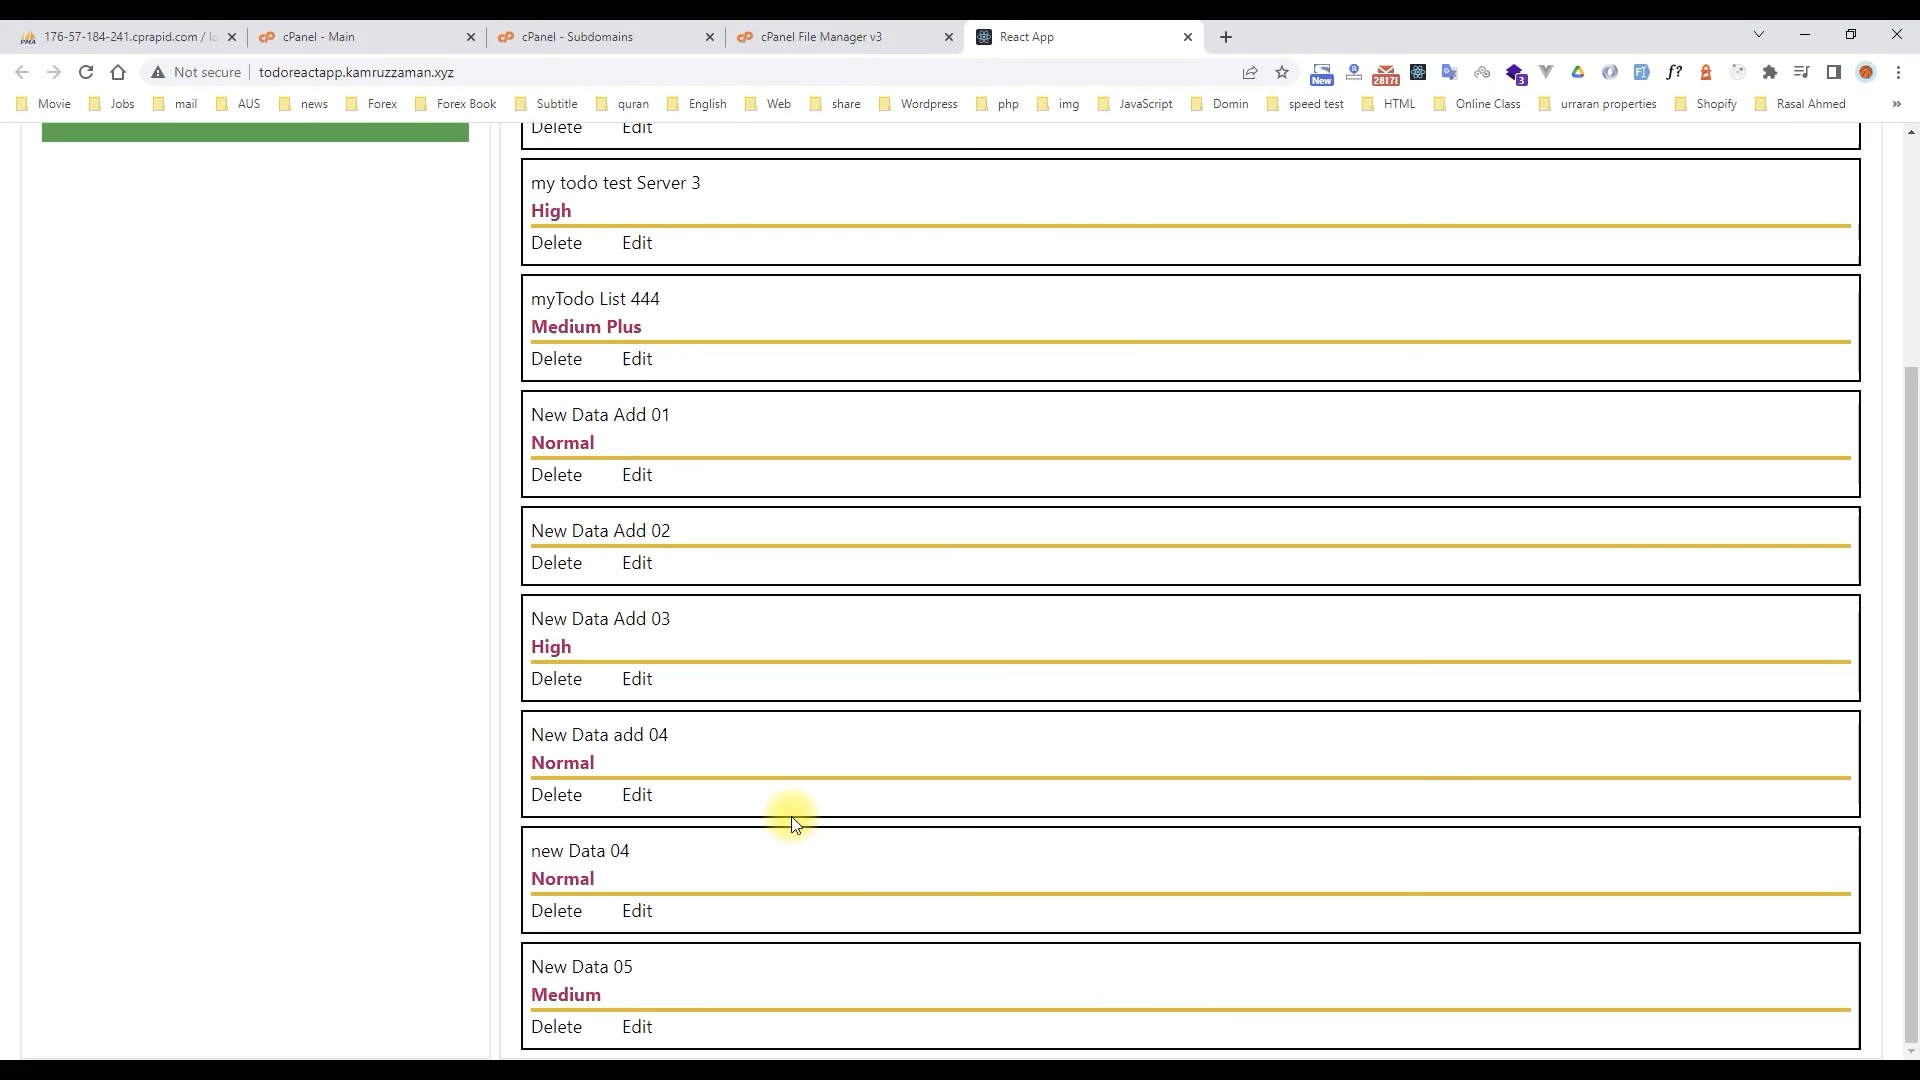 176-57-184-241.cprapid.com / lo
cPanel - Main
cPanel - Subdomains
cPanel File Manager v3
React App
Not secure
todoreactapp.kamruzzaman.xyz
New
28178
3
f?
Movie
Jobs
mail
AUS
news
Forex
Forex Book
Subtitle
quran
English
Web
share
Wordpress
php
img
JavaScript
Domin
speed test
HTML
Online Class
urraran properties
Shopify
Rasal Ahmed
»
Delete Edit
my todo test Server 3
High
Delete Edit
myTodo List 444
Medium Plus
Delete Edit
New Data Add 01
Normal
Delete Edit
New Data Add 02
Delete Edit
New Data Add 03
High
Delete Edit
New Data add 04
Normal
Delete Edit
new Data 04
Normal
Delete Edit
New Data 05
Medium
Delete Edit